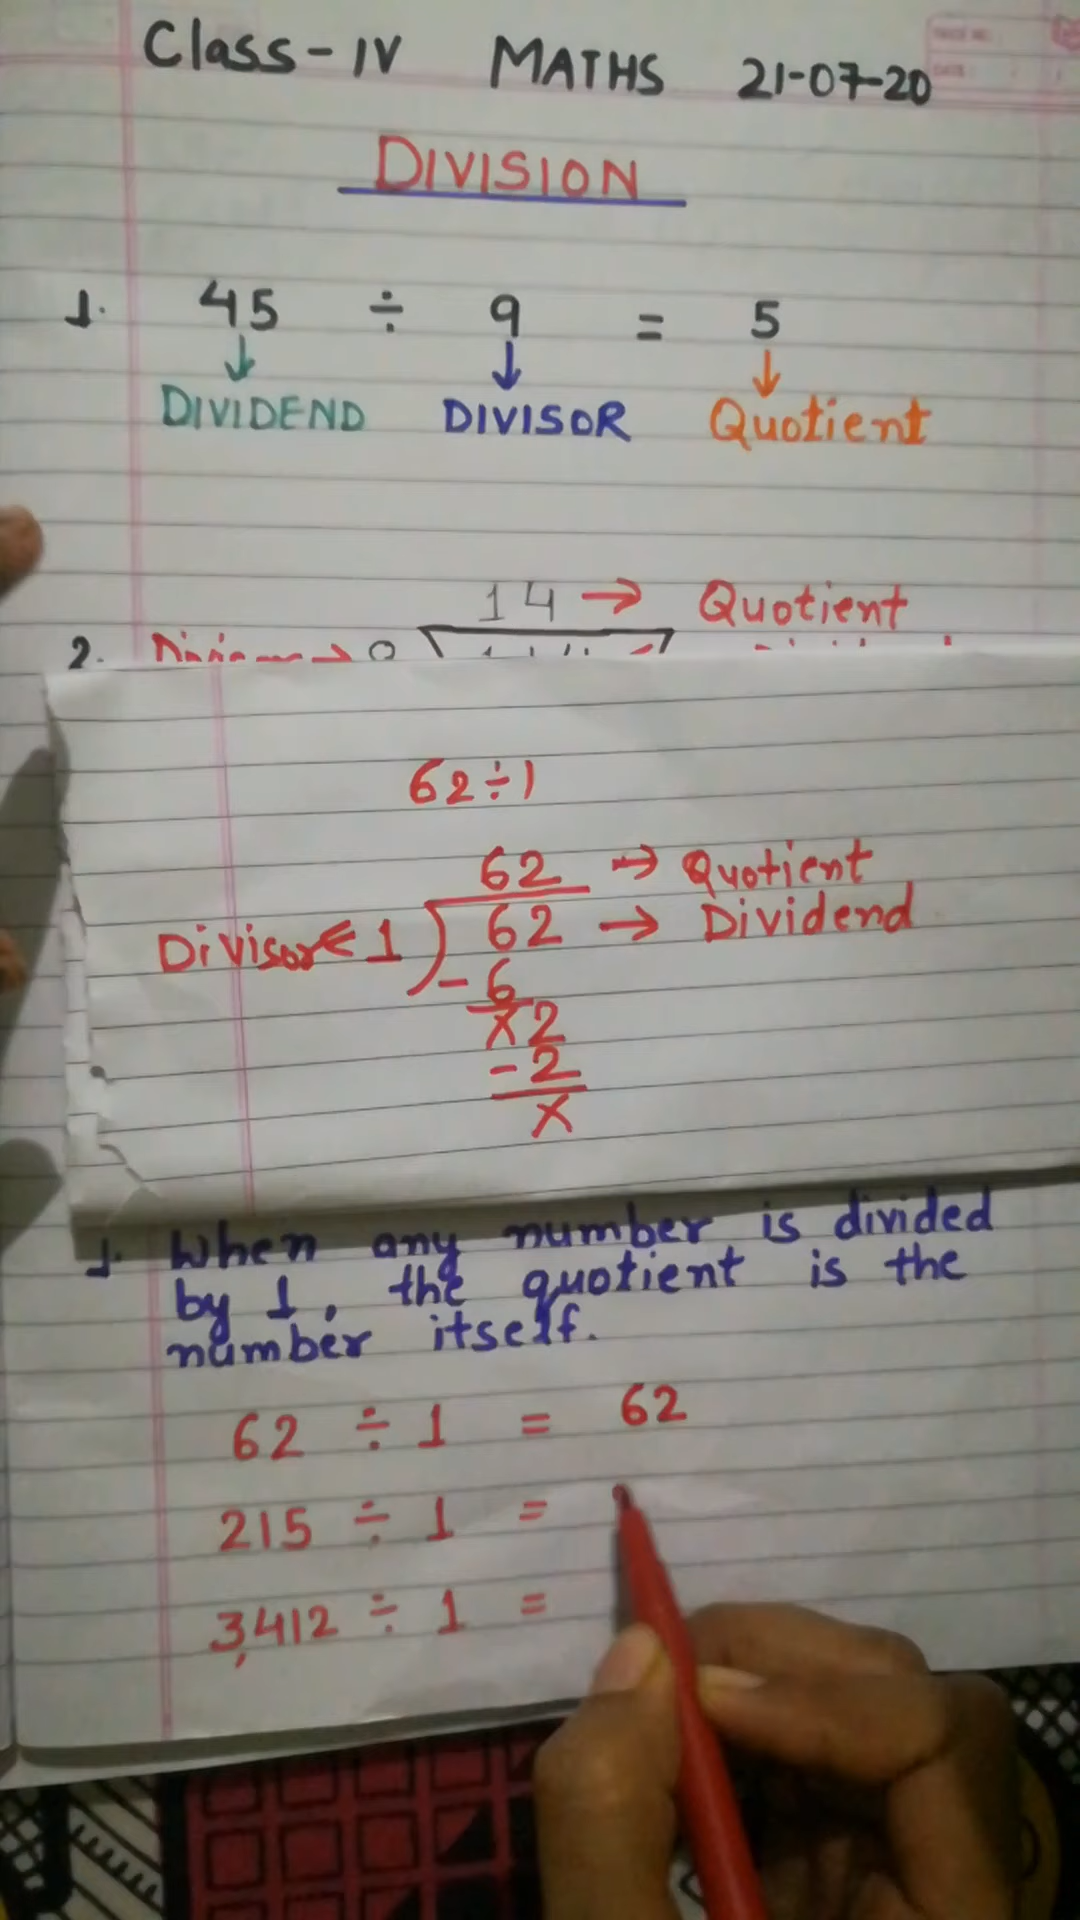 Class-IV MATHS 21-07-20
DIVISION
1. 45 ÷ 9 = 5
DIVIDEND DIVISOR Quotient
14 → Quotient
2.
62÷1
62 → Quotient
Divisor ← 1 ) 62 → Dividend
- 6
x 2
- 2
x
1. When any number is divided
by 1, the quotient is the
number itself.
62 ÷ 1 = 62
215 ÷ 1 =
3,412 ÷ 1 =